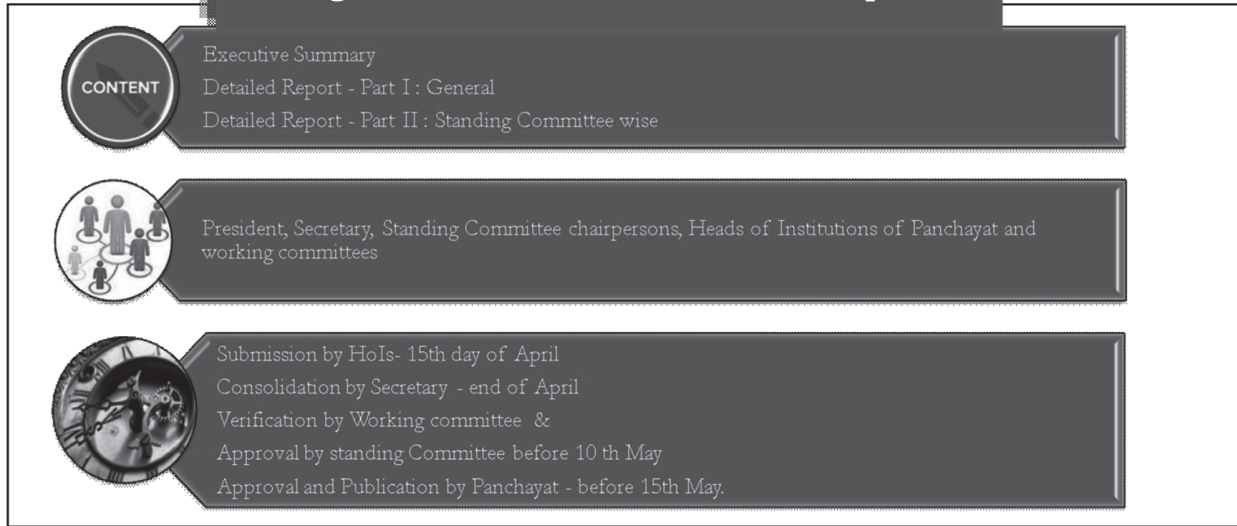 CONTENT
Executive Summary
Detailed Report - Part I : General
Detailed Report - Part II : Standing Committee wise
President, Secretary, Standing Committee chairpersons, Heads of Institutions of Panchayat and
working committees
Submission by HoIs- 15th day of April
Consolidation by Secretary - end of April
Verification by Working committee &
Approval by standing Committee before 10 th May
Approval and Publication by Panchayat - before 15th May.